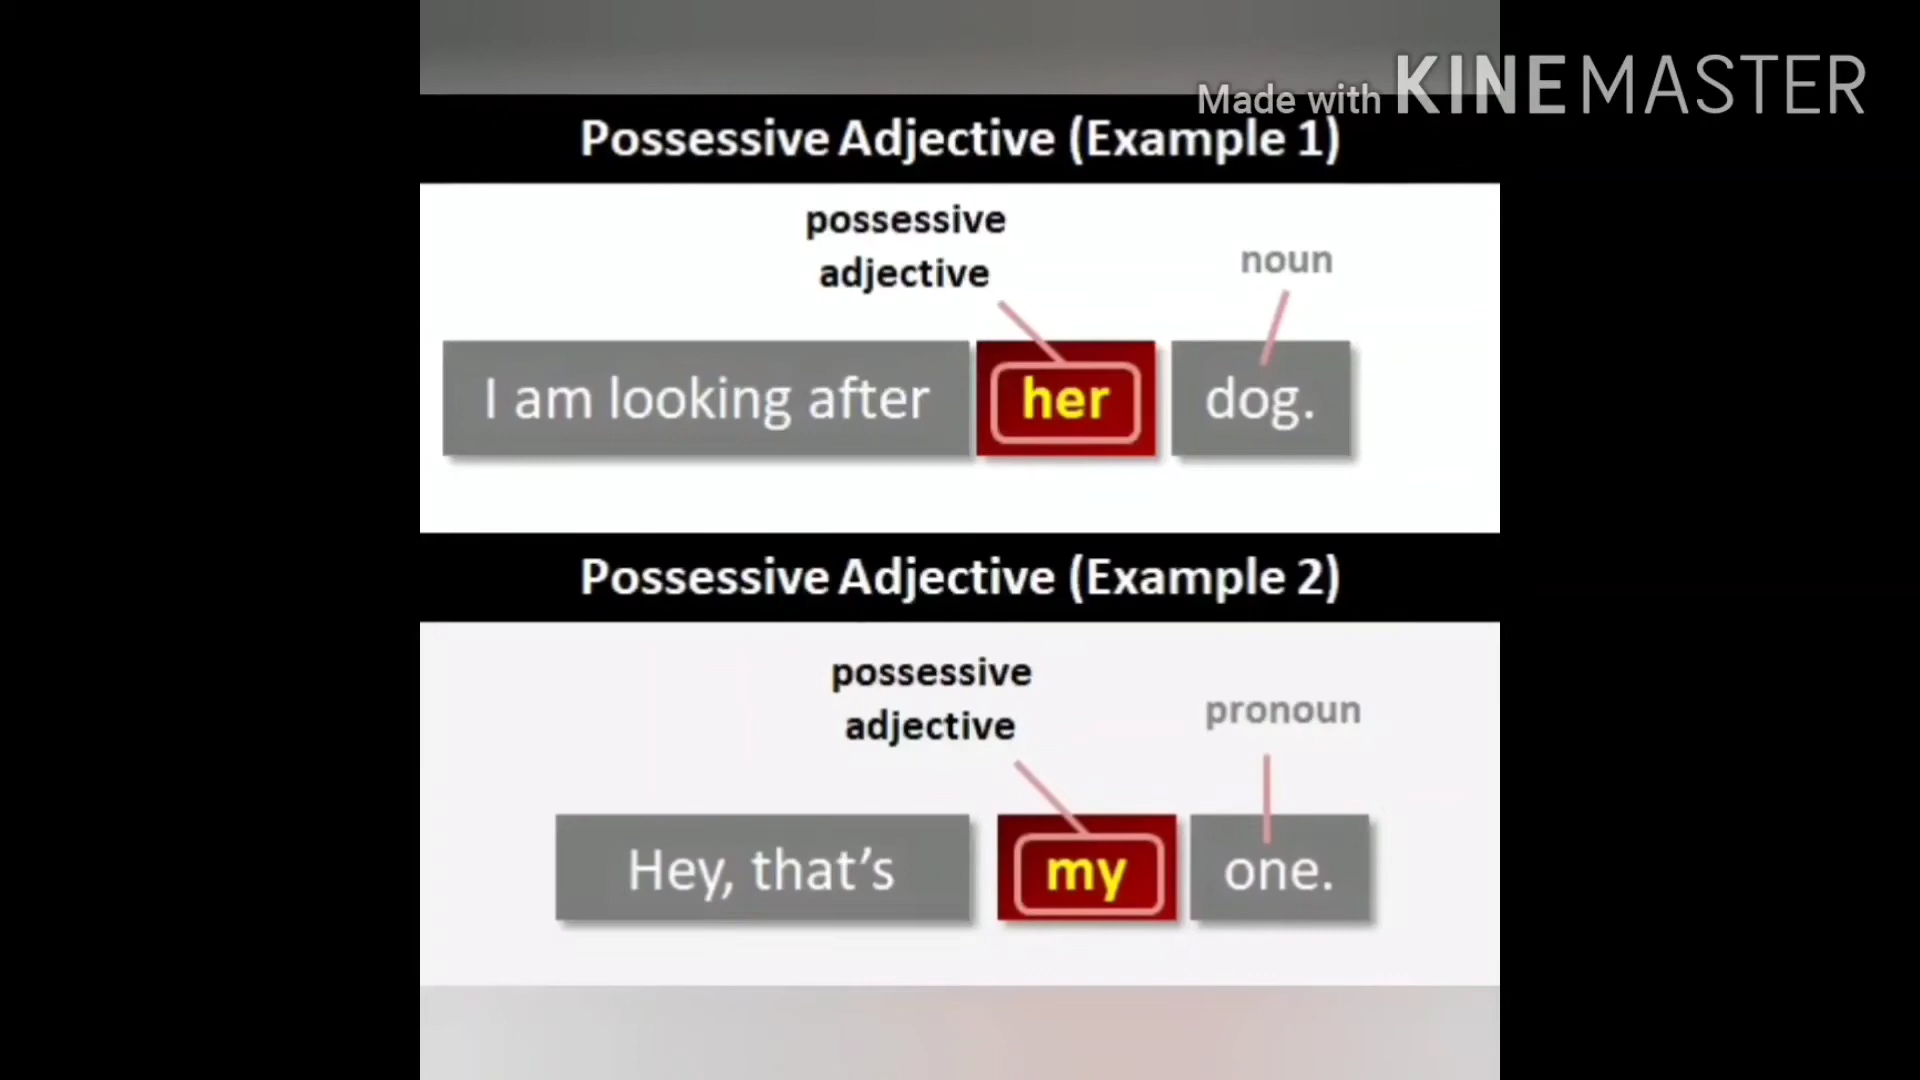 Made with KINEMASTER
Possessive Adjective (Example 1)
possessive
adjective
noun
I am looking after her dog.
Possessive Adjective (Example 2)
possessive
adjective
pronoun
Hey, that’s my one.